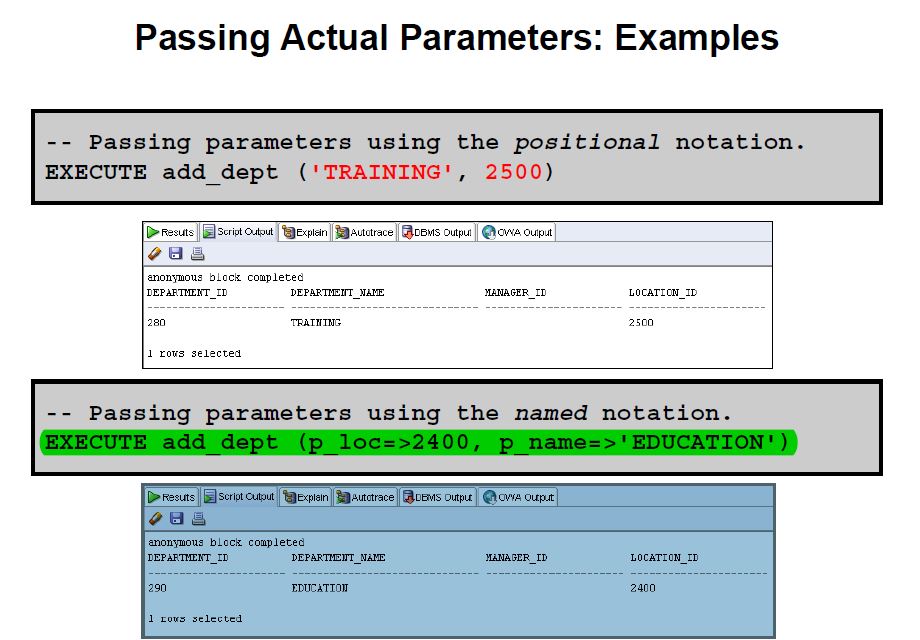 Passing Actual Parameters: Examples
-- Passing parameters using the positional notation.
EXECUTE add_dept ('TRAINING', 2500)
Results Script Output Explain Autotrace DBMS Output OWA Output
anonymous block completed
DEPARTMENT_ID DEPARTMENT_NAME MANAGER_ID LOCATION_ID
280 TRAINING 2500
1 rows selected
-- Passing parameters using the named notation.
EXECUTE add_dept (p_loc=>2400, p_name=>'EDUCATION')
Results Script Output Explain Autotrace DBMS Output OWA Output
anonymous block completed
DEPARTMENT_ID DEPARTMENT_NAME MANAGER_ID LOCATION_ID
290 EDUCATION 2400
1 rows selected